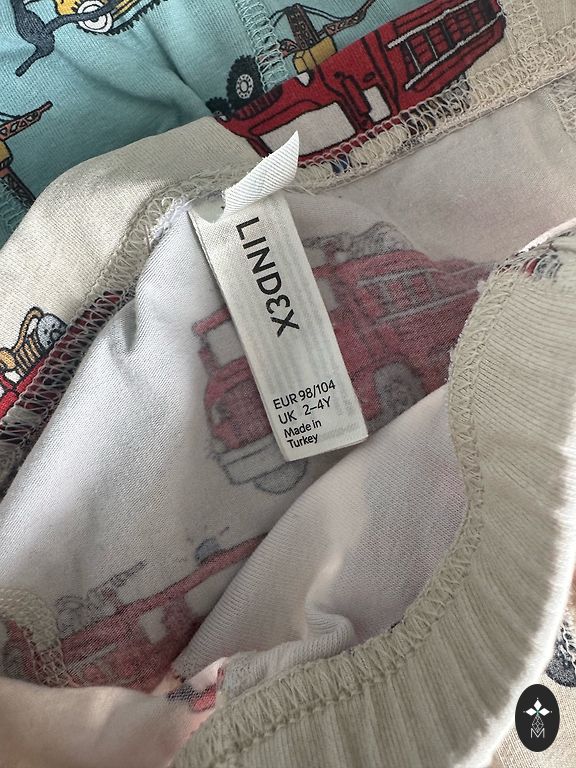 LINDEX
EUR 98/104
UK 2-4Y
Made in
Turkey